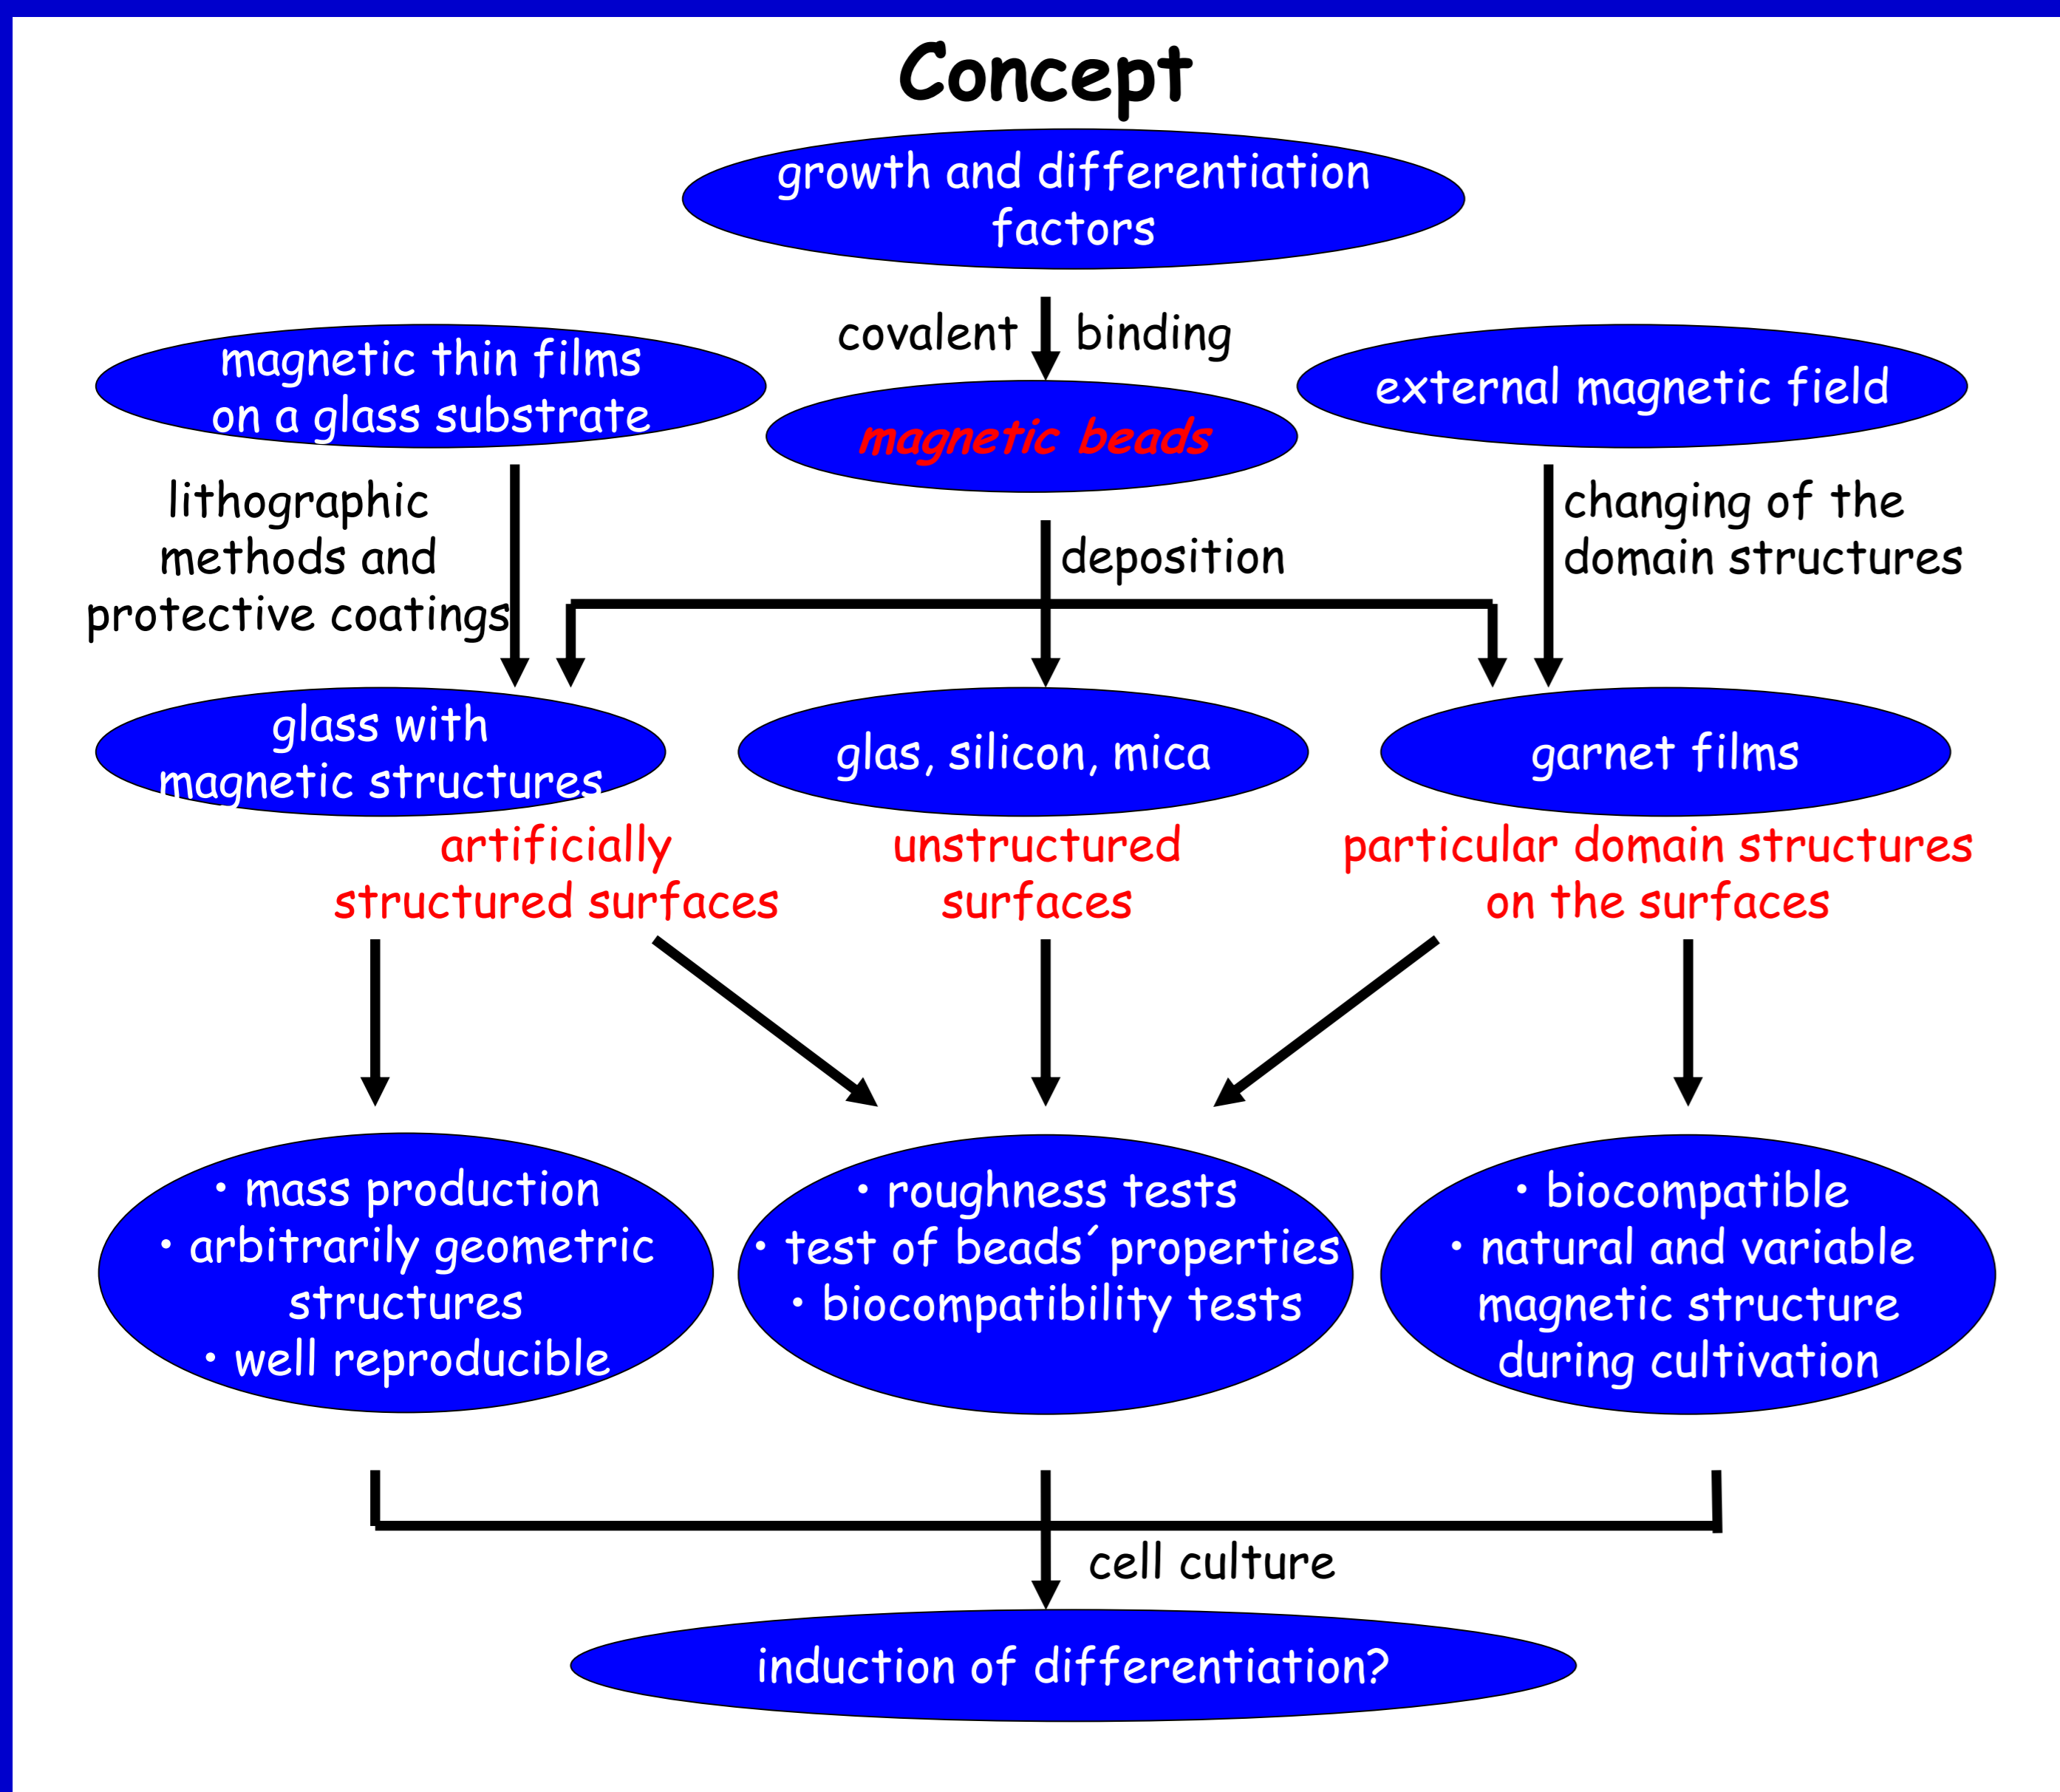 Concept
growth and differentiation
factors
covalent binding
magnetic thin films
on a glass substrate
magnetic beads
external magnetic field
lithographic
methods and
protective coatings
deposition
changing of the
domain structures
glass with
magnetic structures
glas, silicon, mica
garnet films
artificially
structured surfaces
unstructured
surfaces
particular domain structures
on the surfaces
• mass production
• arbitrarily geometric
structures
• well reproducible
• roughness tests
• test of beads´properties
• biocompatibility tests
• biocompatible
• natural and variable
magnetic structure
during cultivation
cell culture
induction of differentiation?